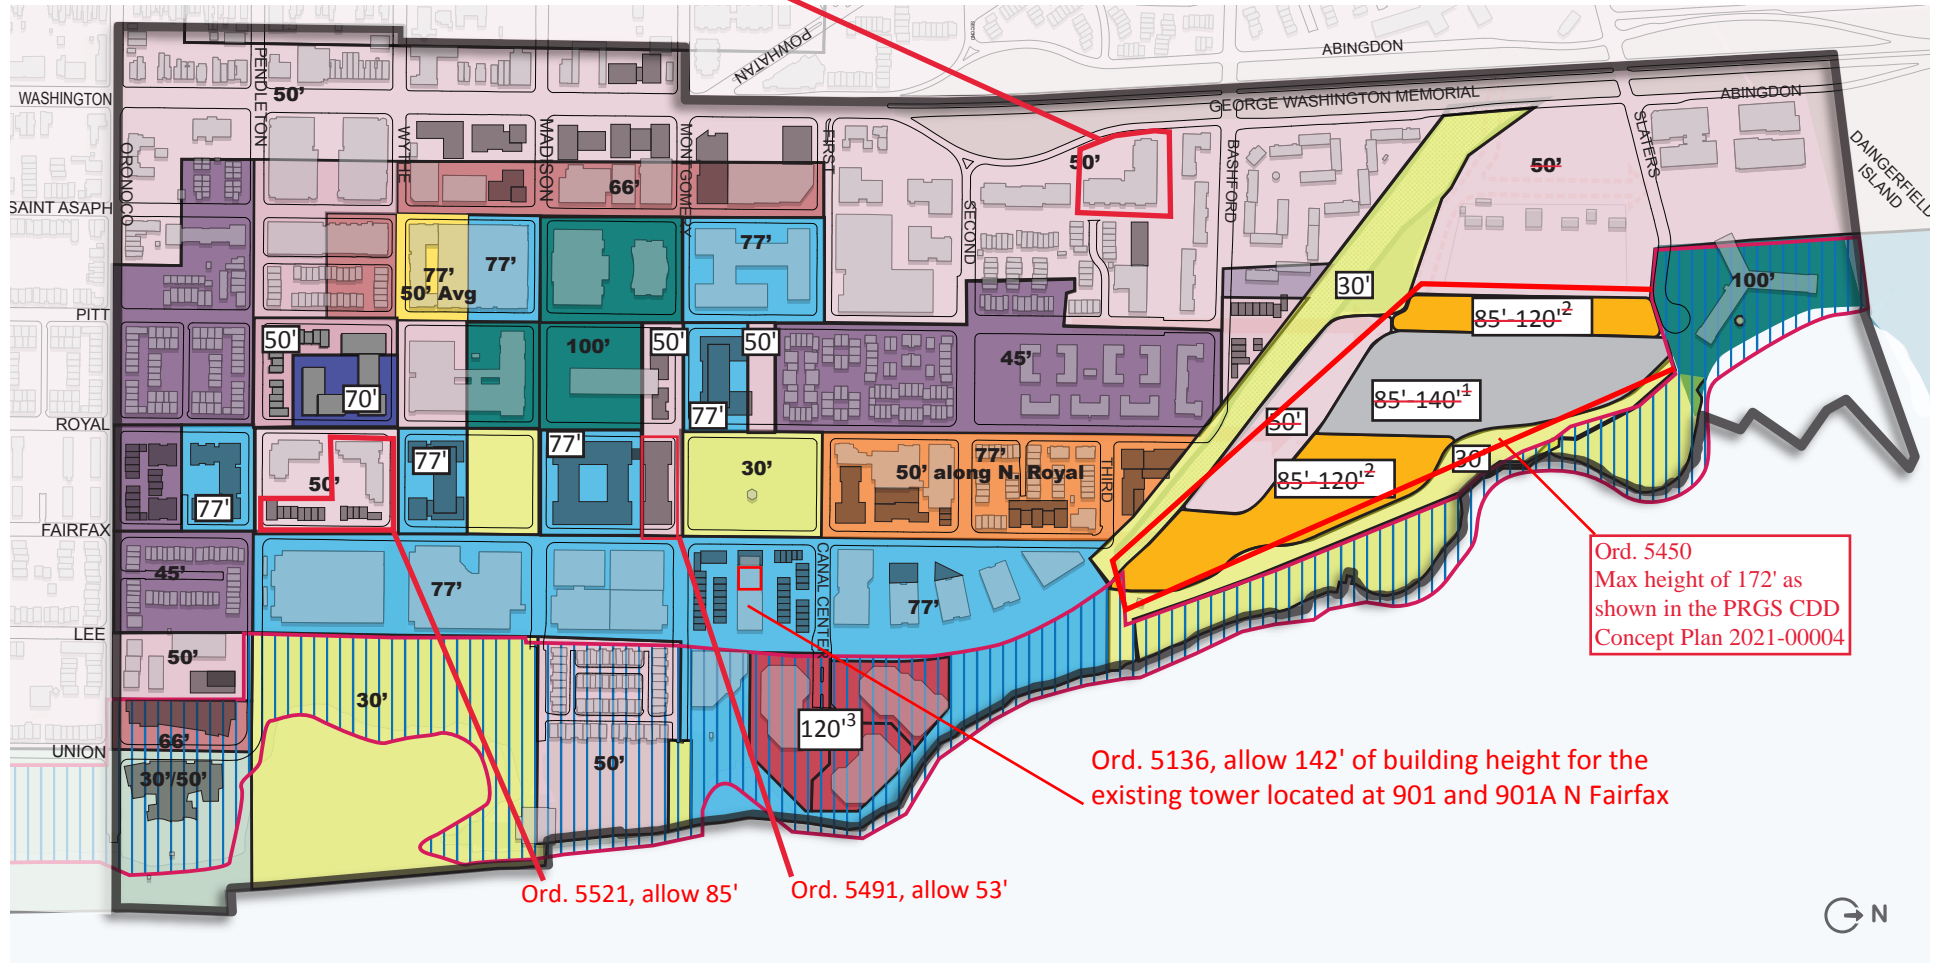 POWHATAN
SECOND
ABINGDON
WASHINGTON
PENDLETON
50'
GEORGE WASHINGTON MEMORIAL
ABINGDON
ORONOCO
WYTHE
MADISON
MONTGOMERY
FIRST
50'
BASHFORD
50'
SLATERS
DAINGERFIELD
ISLAND
SAINT ASAPH
66'
SECOND
77'
50' Avg
77'
77'
30'
100'
PITT
85'-120'2
50'
100'
50'
50'
45'
70'
77'
85'-140'1
ROYAL
50'
77'
50'
77'
77'
30'
77'
50' along N. Royal
THIRD
85'-120'2
30'
FAIRFAX
Ord. 5450
Max height of 172' as
shown in the PRGS CDD
Concept Plan 2021-00004
45'
77'
CANAL CENTER
77'
LEE
50'
30'
120'3
66'
UNION
30'/50'
50'
Ord. 5136, allow 142' of building height for the
existing tower located at 901 and 901A N Fairfax
Ord. 5521, allow 85'
Ord. 5491, allow 53'
N